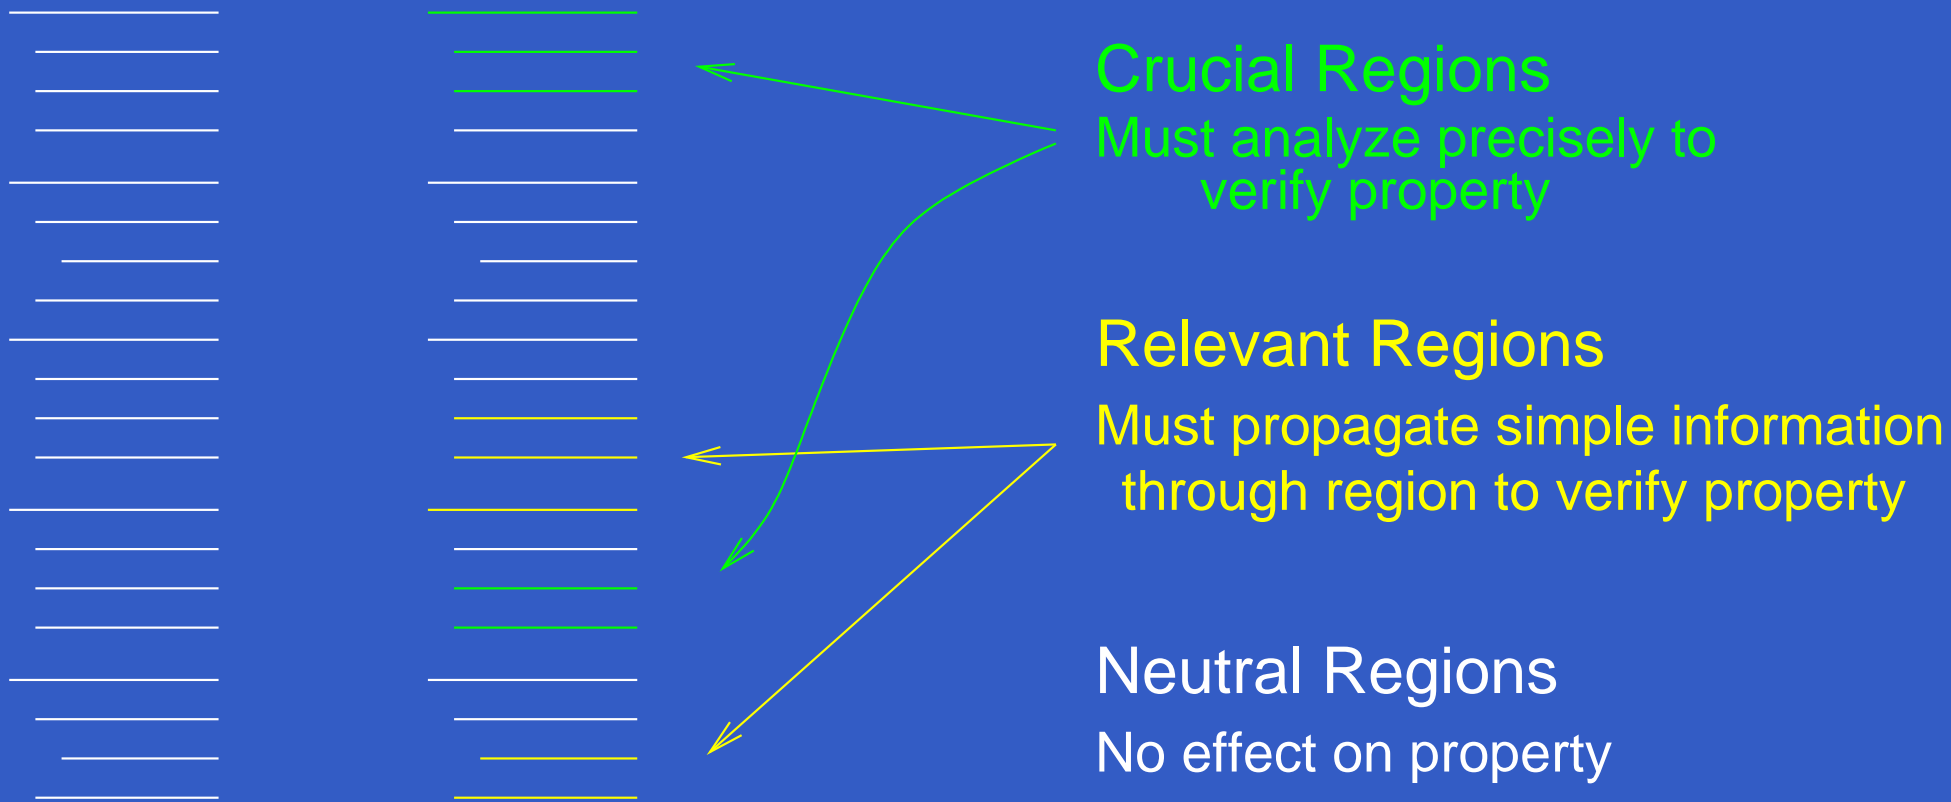 Crucial Regions
Must analyze precisely to
verify property
Relevant Regions
Must propagate simple information
through region to verify property
Neutral Regions
No effect on property